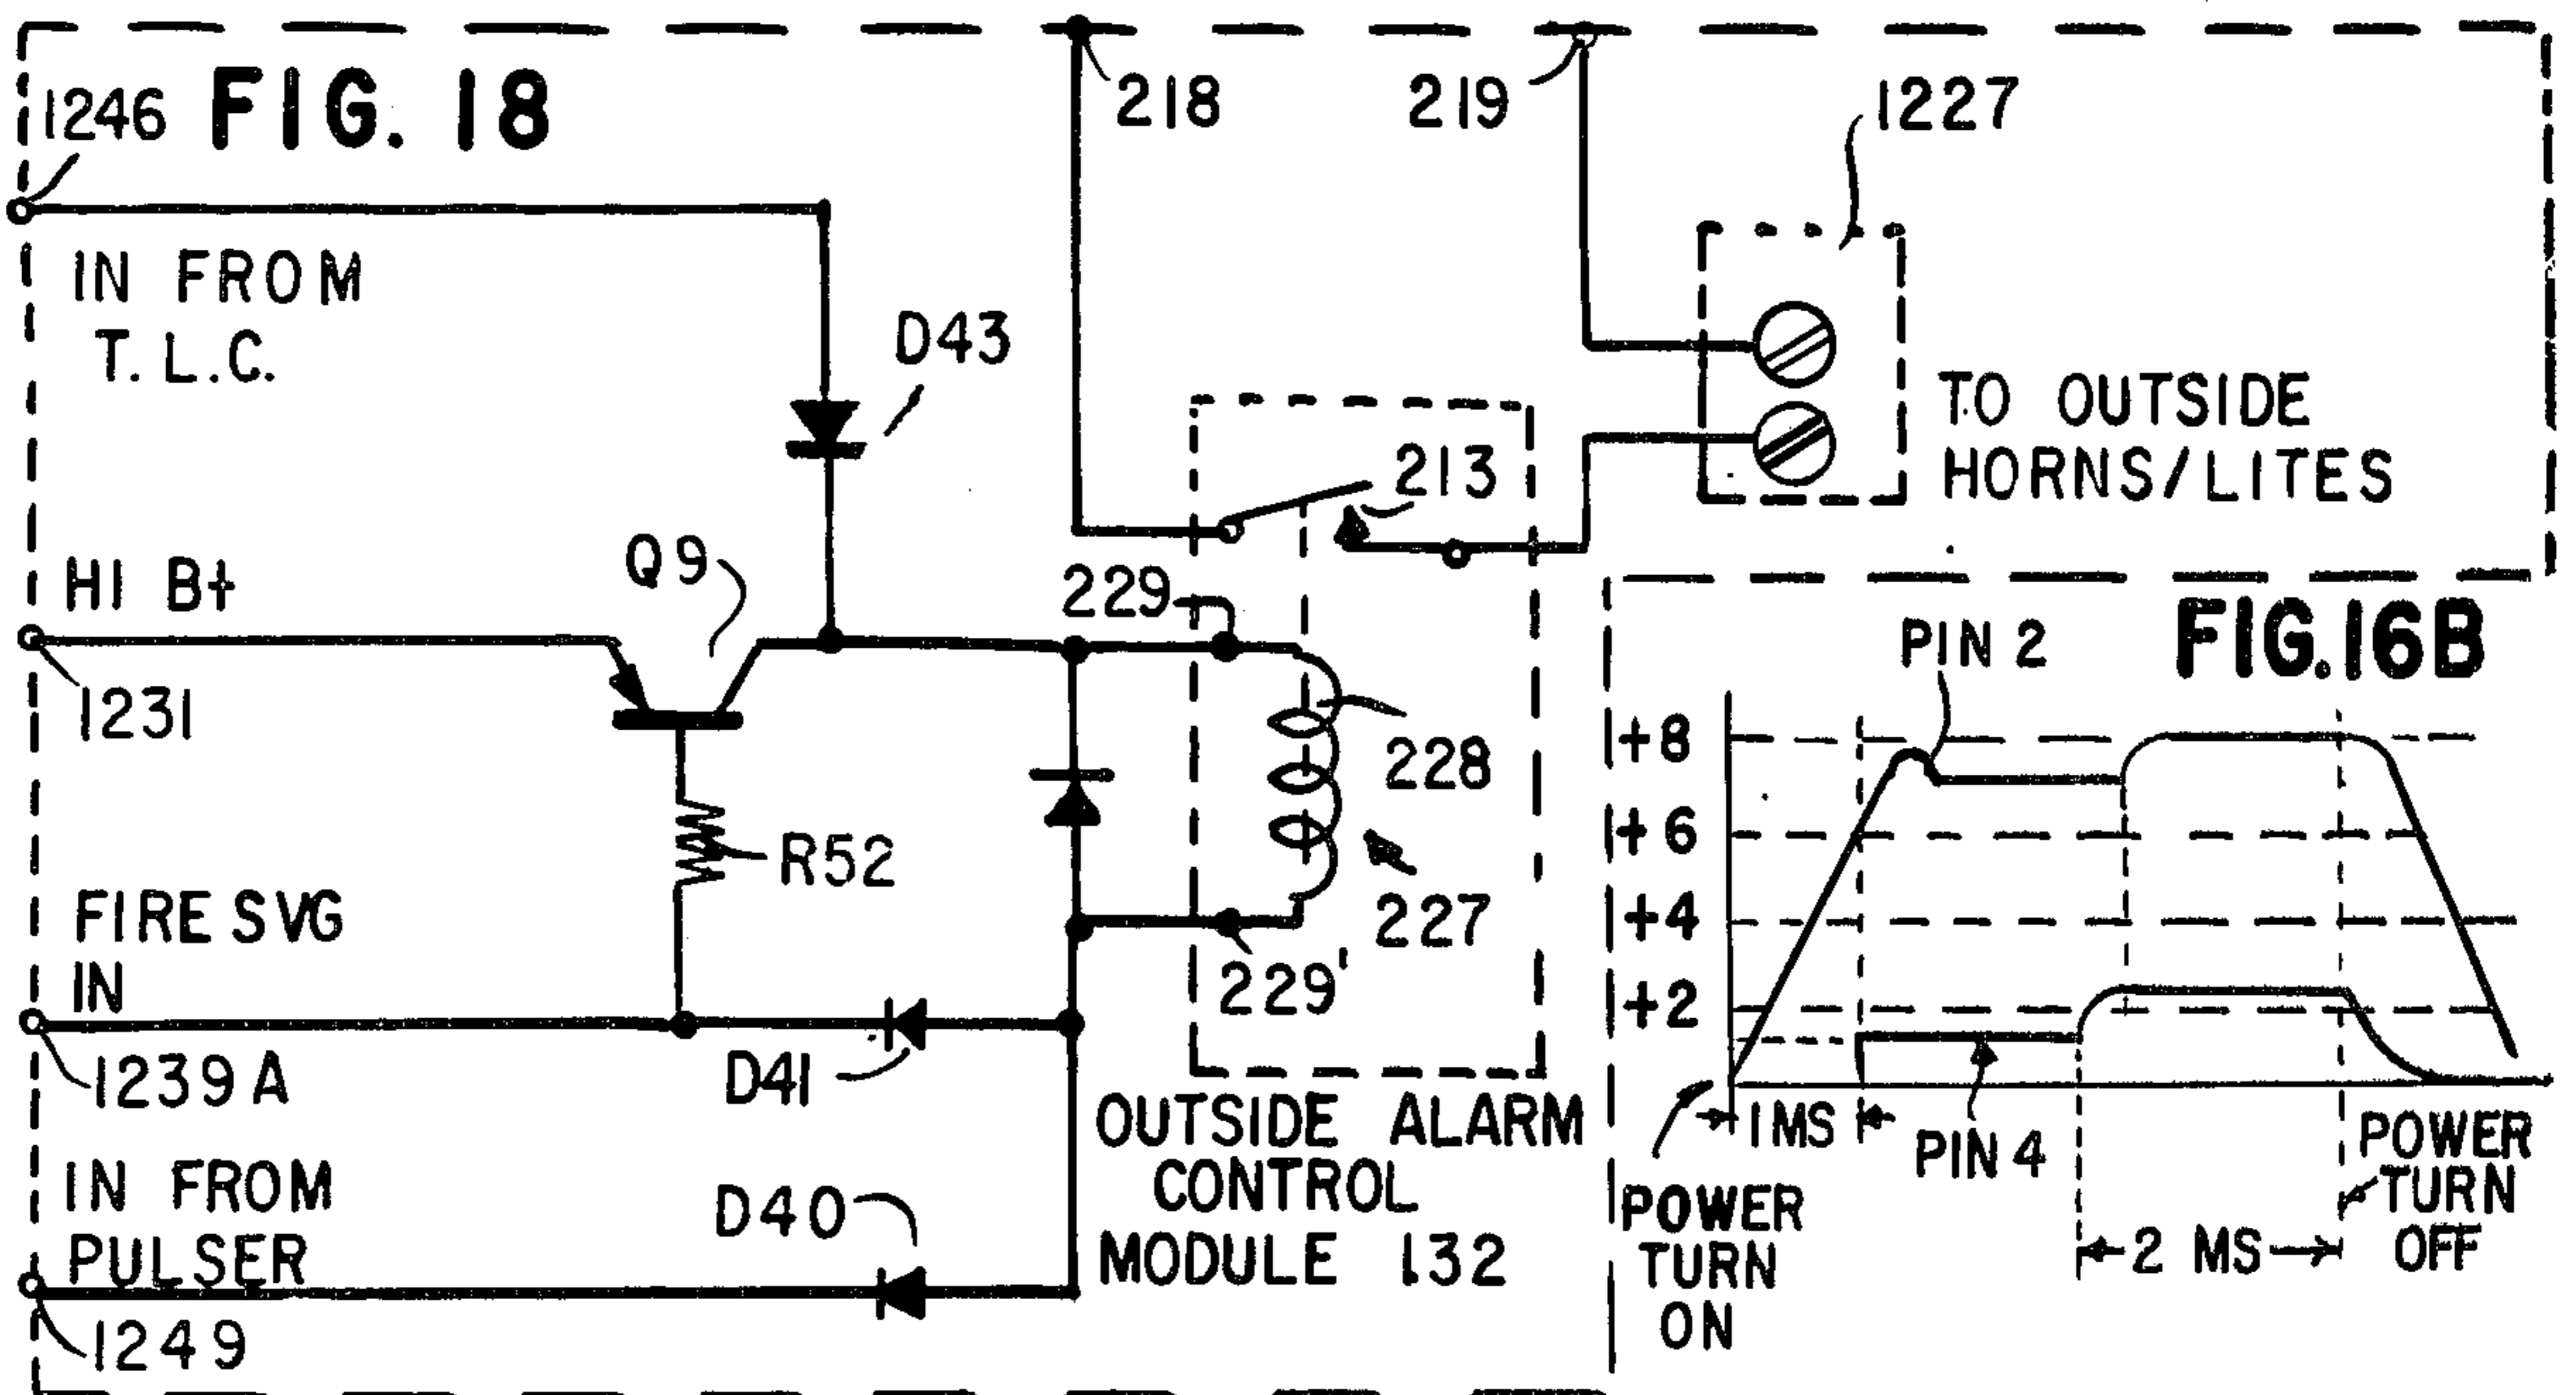 1246 FIG. 18
218
219
1227
IN FROM
T. L.C.
D43
TO OUTSIDE
HORNS/LITES
213
HI B+
Q9
229
1231
228
R52
227
FIRE SVG
IN
229'
1239A
D41
OUTSIDE ALARM
CONTROL
MODULE 132
IN FROM
PULSER
D40
1249
FIG.16B
PIN 2
+8
+6
+4
+2
1MS
PIN 4
POWER
TURN
ON
2 MS
POWER
TURN
OFF